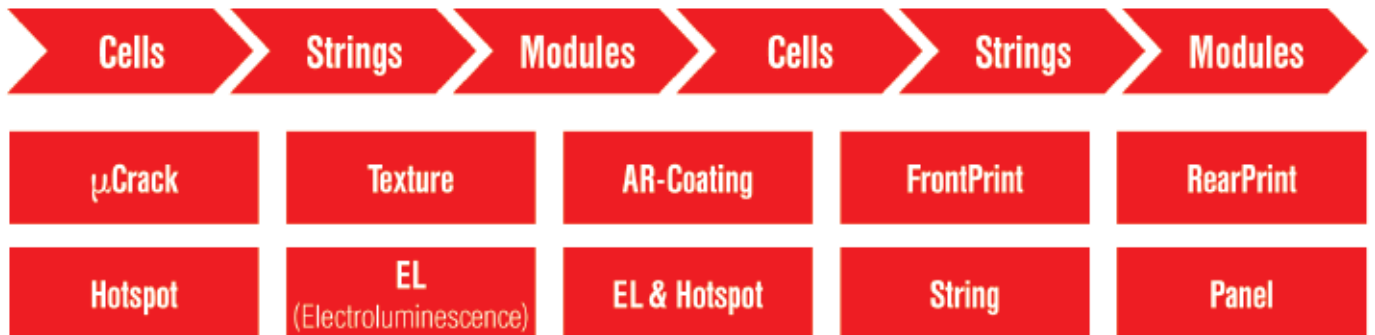 Cells Strings Modules Cells Strings Modules
μCrack Texture AR-Coating FrontPrint RearPrint
Hotspot EL (Electroluminescence) EL & Hotspot String Panel